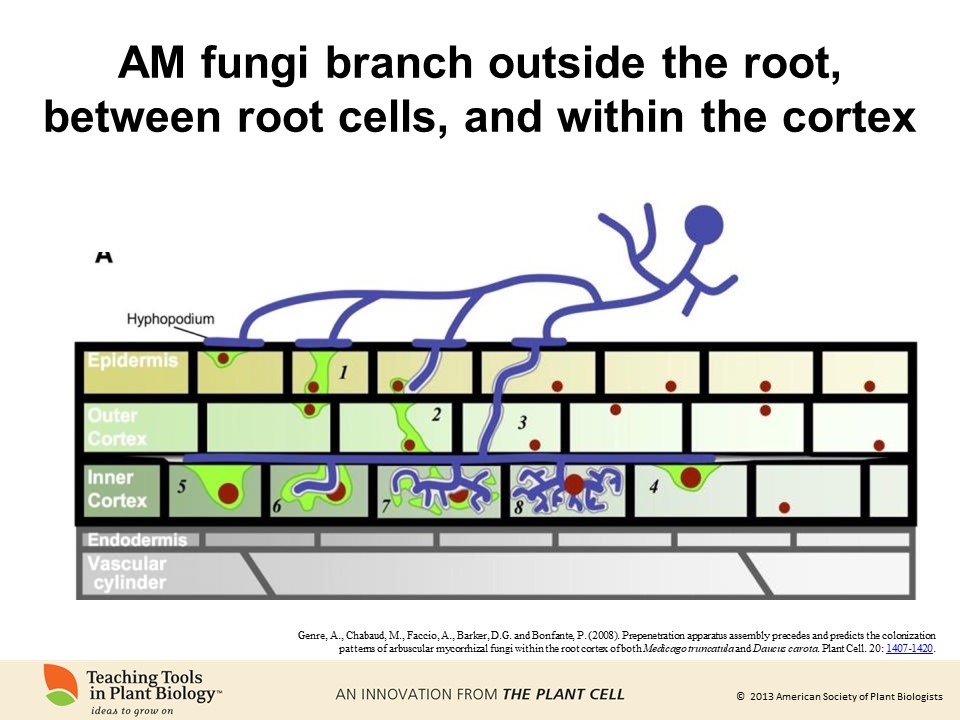 AM fungi branch outside the root,
between root cells, and within the cortex
A
Hyphopodium
Epidermis
1
Outer
Cortex
2
3
Inner
Cortex
5
6
7
8
4
Endodermis
Vascular
cylinder
Genre, A., Chabaud, M., Faccio, A., Barker, D.G. and Bonfante, P. (2008). Prepenetration apparatus assembly precedes and predicts the colonization
patterns of arbuscular mycorrhizal fungi within the root cortex of both Medicago truncatula and Daucus carota. Plant Cell. 20: 1407-1420.
Teaching Tools
in Plant Biology™
ideas to grow on
AN INNOVATION FROM THE PLANT CELL
© 2013 American Society of Plant Biologists